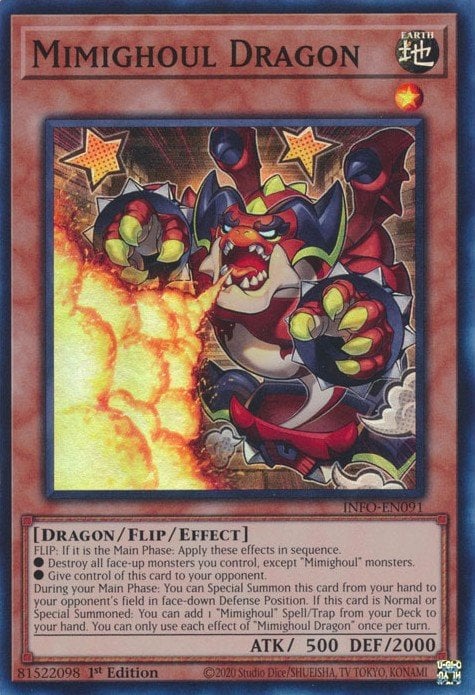 MIMIGHOUL DRAGON
EARTH
地
INFO-EN091
[DRAGON/FLIP/EFFECT]
FLIP: If it is the Main Phase: Apply these effects in sequence.
● Destroy all face-up monsters you control, except "Mimighoul" monsters.
● Give control of this card to your opponent.
During your Main Phase: You can Special Summon this card from your hand to
your opponent's field in face-down Defense Position. If this card is Normal or
Special Summoned: You can add 1 "Mimighoul" Spell/Trap from your Deck to
your hand. You can only use each effect of "Mimighoul Dragon" once per turn.
ATK/ 500 DEF/2000
81522098 1st Edition ©2020 Studio Dice/SHUEISHA, TV TOKYO, KONAMI